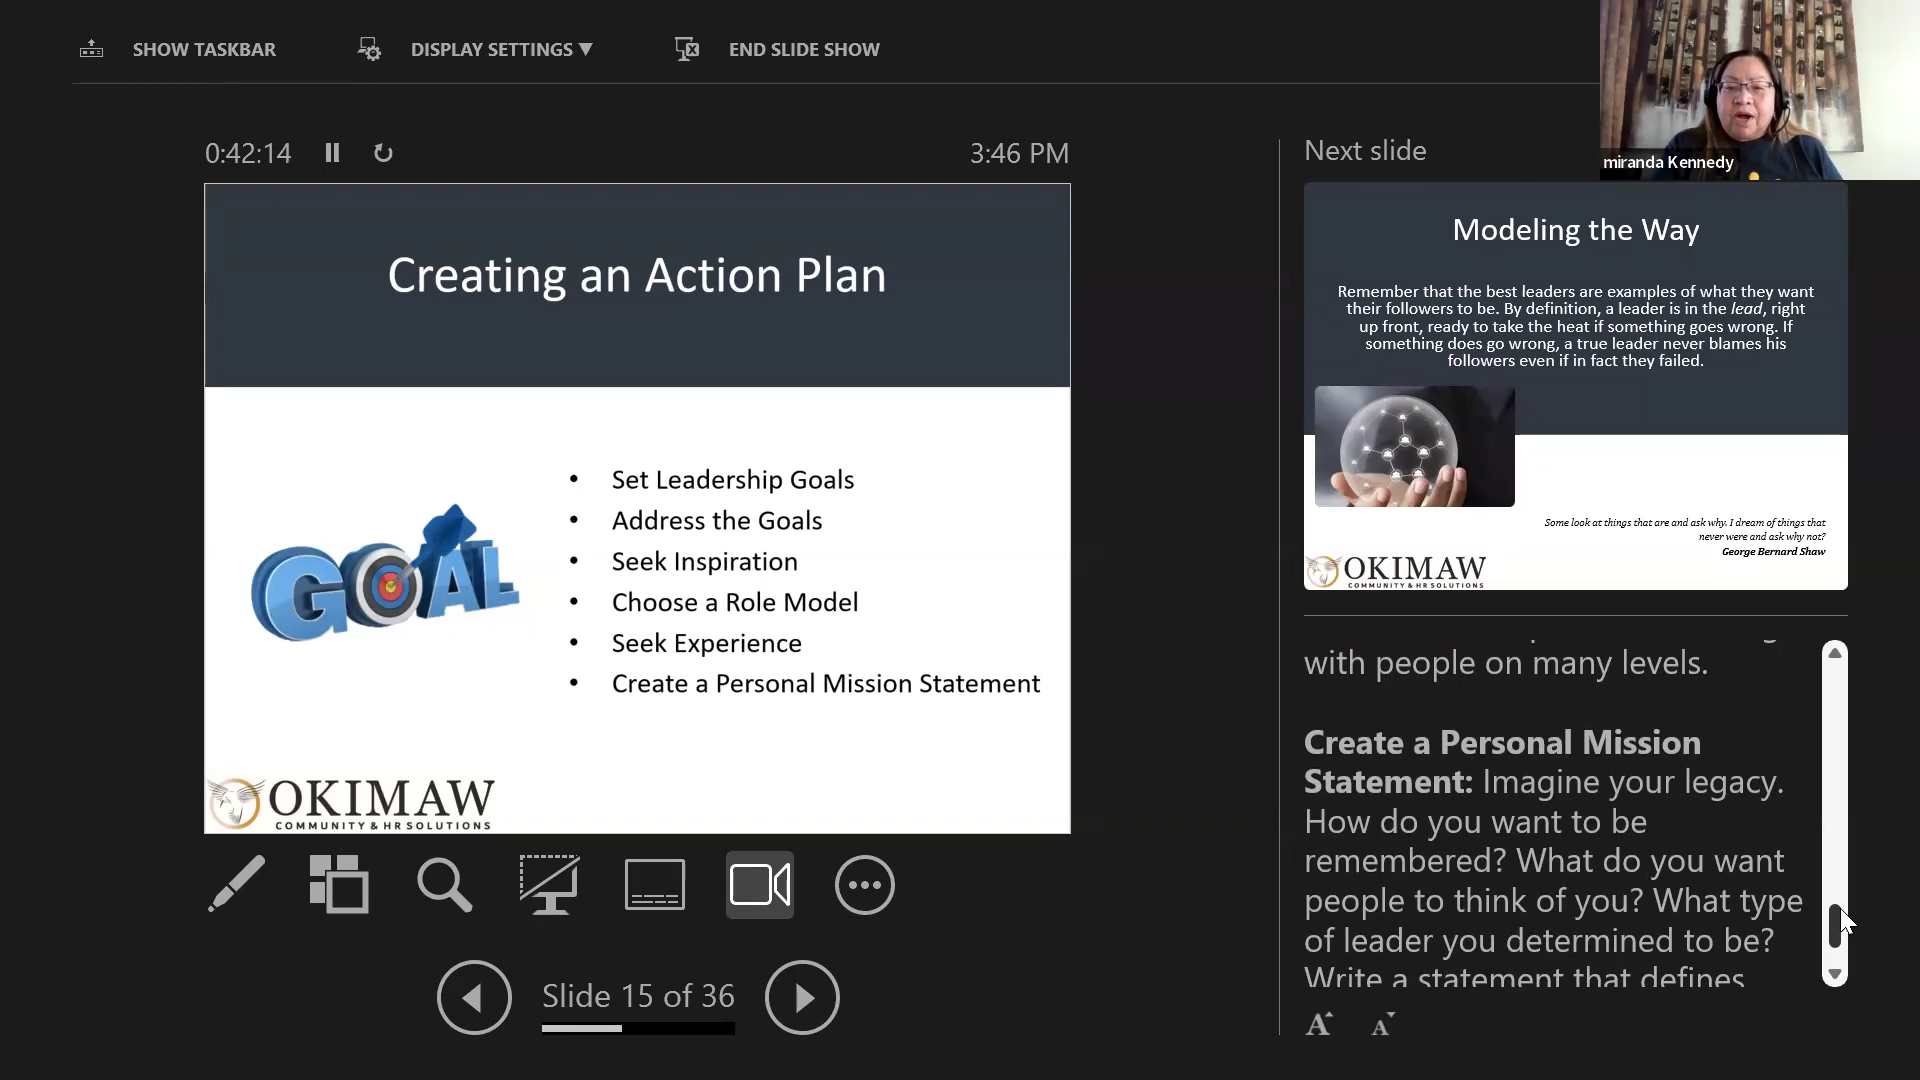 SHOW TASKBAR
DISPLAY SETTINGS ▼
END SLIDE SHOW
miranda Kennedy
0:42:14
3:46 PM
Creating an Action Plan
GOAL
• Set Leadership Goals
• Address the Goals
• Seek Inspiration
• Choose a Role Model
• Seek Experience
• Create a Personal Mission Statement
OKIMAW
COMMUNITY & HR SOLUTIONS
Slide 15 of 36
Next slide
Modeling the Way
Remember that the best leaders are examples of what they want
their followers to be. By definition, a leader is in the lead, right
up front, ready to take the heat if something goes wrong. If
something does go wrong, a true leader never blames his
followers even if in fact they failed.
Some look at things that are and ask why. I dream of things that
never were and ask why not?
George Bernard Shaw
OKIMAW
COMMUNITY & HR SOLUTIONS
with people on many levels.
Create a Personal Mission
Statement: Imagine your legacy.
How do you want to be
remembered? What do you want
people to think of you? What type
of leader you determined to be?
Write a statement that defines
A A